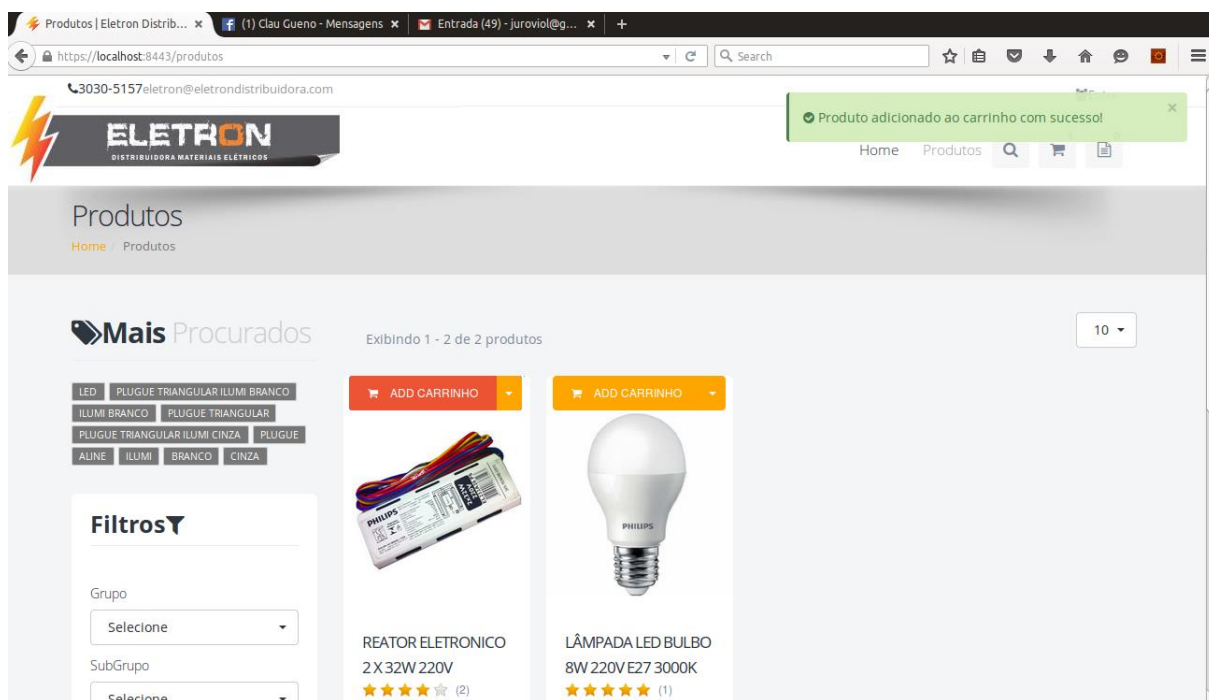 Produtos | Eletron Distrib... (1) Clau Gueno - Mensagens Entrada (49) - juroviol@g...
https://localhost:8443/produtos
Search
3030-5157 eletron@eletrondistribuidora.com
Produto adicionado ao carrinho com sucesso!
ELETRON
DISTRIBUIDORA MATERIAIS ELÉTRICOS
Home Produtos
Produtos
Home / Produtos
Mais Procurados
Exibindo 1 - 2 de 2 produtos
10
LED PLUGUE TRIANGULAR ILUMI BRANCO
ILUMI BRANCO PLUGUE TRIANGULAR
PLUGUE TRIANGULAR ILUMI CINZA PLUGUE
ALINE ILUMI BRANCO CINZA
ADD CARRINHO
ADD CARRINHO
PHILIPS
PHILIPS
Filtros
Grupo
Selecione
SubGrupo
Selecione
REATOR ELETRONICO
2 X 32W 220V
(2)
LÂMPADA LED BULBO
8W 220V E27 3000K
(1)